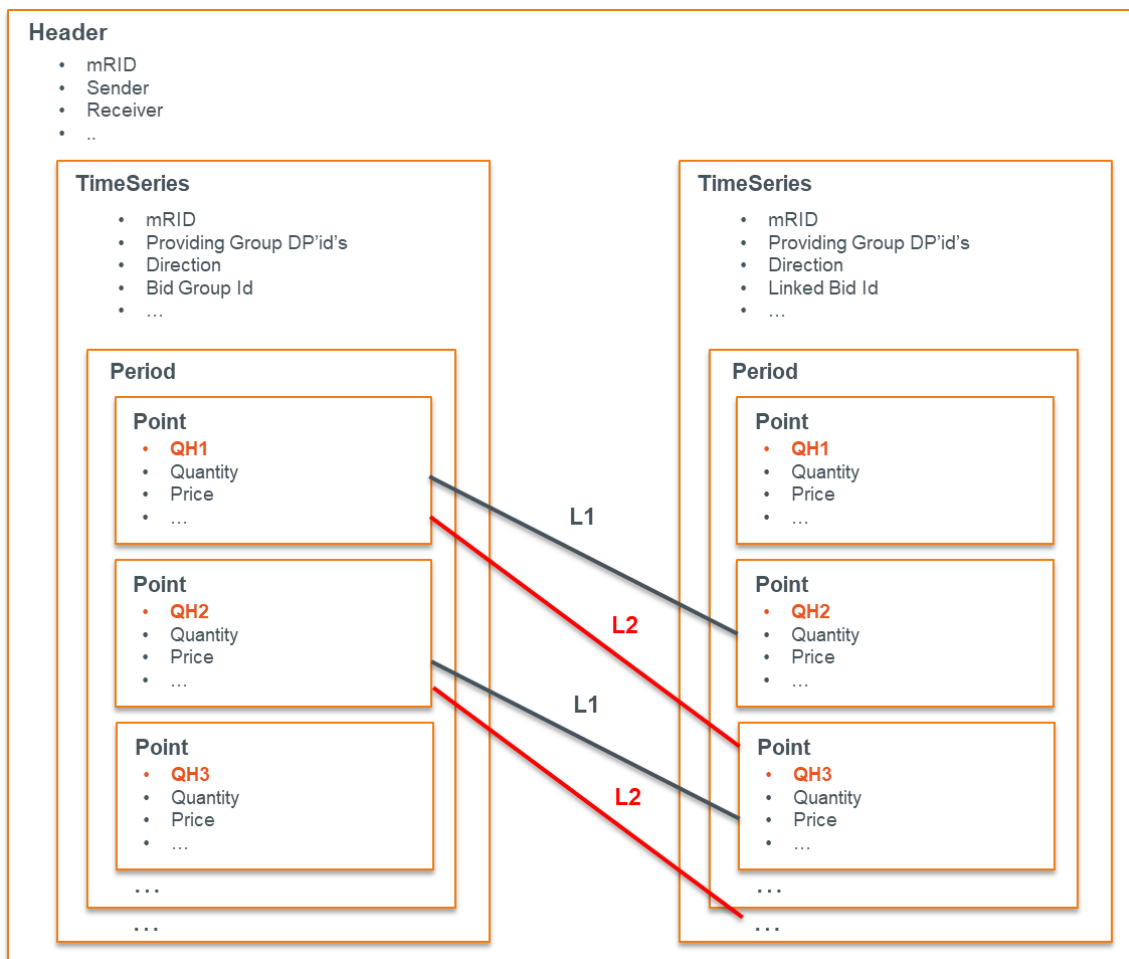 Header
• mRID
• Sender
• Receiver
• ..
TimeSeries
• mRID
• Providing Group DP'id's
• Direction
• Bid Group Id
• …
Period
Point
• QH1
• Quantity
• Price
• …
Point
• QH2
• Quantity
• Price
• …
Point
• QH3
• Quantity
• Price
• …
…
…
L1
L2
L1
L2
TimeSeries
• mRID
• Providing Group DP'id's
• Direction
• Linked Bid Id
• …
Period
Point
• QH1
• Quantity
• Price
• …
Point
• QH2
• Quantity
• Price
• …
Point
• QH3
• Quantity
• Price
• …
…
…